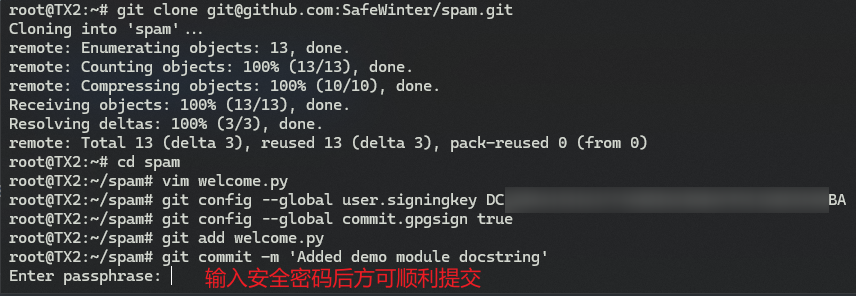 root@TX2:~# git clone git@github.com:SafeWinter/spam.git
Cloning into 'spam'...
remote: Enumerating objects: 13, done.
remote: Counting objects: 100% (13/13), done.
remote: Compressing objects: 100% (10/10), done.
Receiving objects: 100% (13/13), done.
Resolving deltas: 100% (3/3), done.
remote: Total 13 (delta 3), reused 13 (delta 3), pack-reused 0 (from 0)
root@TX2:~# cd spam
root@TX2:~/spam# vim welcome.py
root@TX2:~/spam# git config --global user.signingkey DC BA
root@TX2:~/spam# git config --global commit.gpgsign true
root@TX2:~/spam# git add welcome.py
root@TX2:~/spam# git commit -m 'Added demo module docstring'
Enter passphrase: 输入安全密码后方可顺利提交